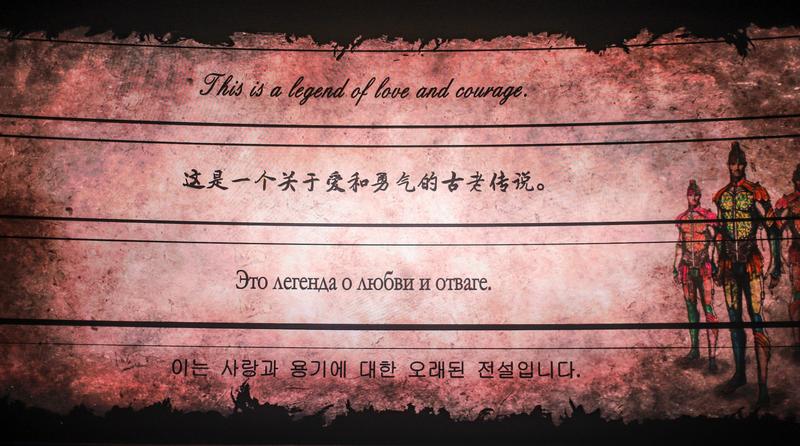 This is a legend of love and courage.
这是一个关于爱和勇气的古老传说。
Это легенда о любви и отваге.
이는 사랑과 용기에 대한 오래된 전설입니다.